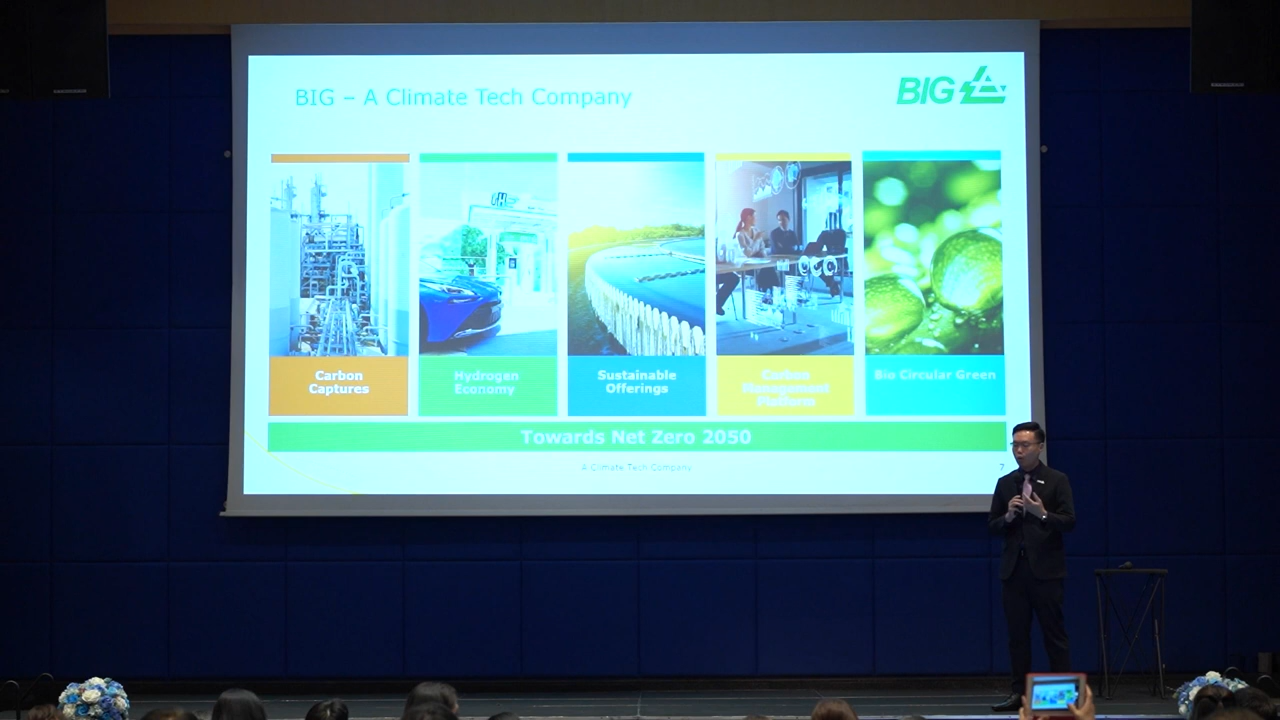 BIG – A Climate Tech Company
BIG
Carbon
Captures
Hydrogen
Economy
Sustainable
Offerings
Carbon
Management
Platform
Bio Circular Green
Towards Net Zero 2050
A Climate Tech Company
7